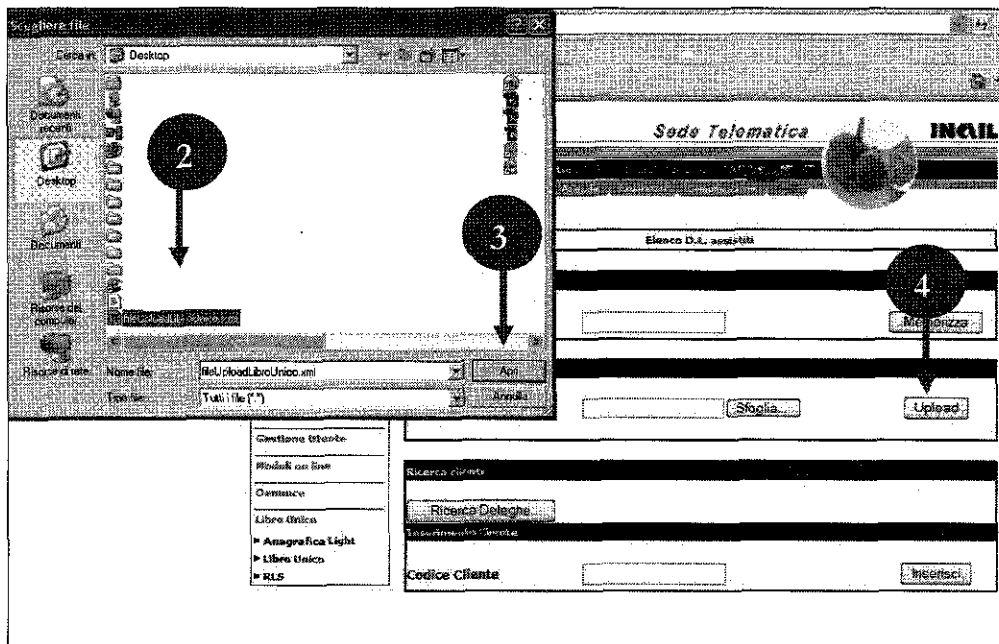 Scegliere file
Cerca in:
Desktop
Documenti recenti
Desktop
Documenti
Risorse del computer
Risorse di rete
2
3
Nome file:
fileUploadLibroUnico.xml
Apri
Tipo file:
Tutti i file (*.*)
Annulla
Sede Telematica
INAIL
Elenco D.L. assistiti
4
Memorizza
Sfoglia...
Upload
Gestione Utente
Moduli on line
Denunce
Libro Unico
Anagrafica Light
Libro Unico
RLS
Ricerca cliente
Ricerca Deleghe
Inserimento Cliente
Codice Cliente
Inserisci